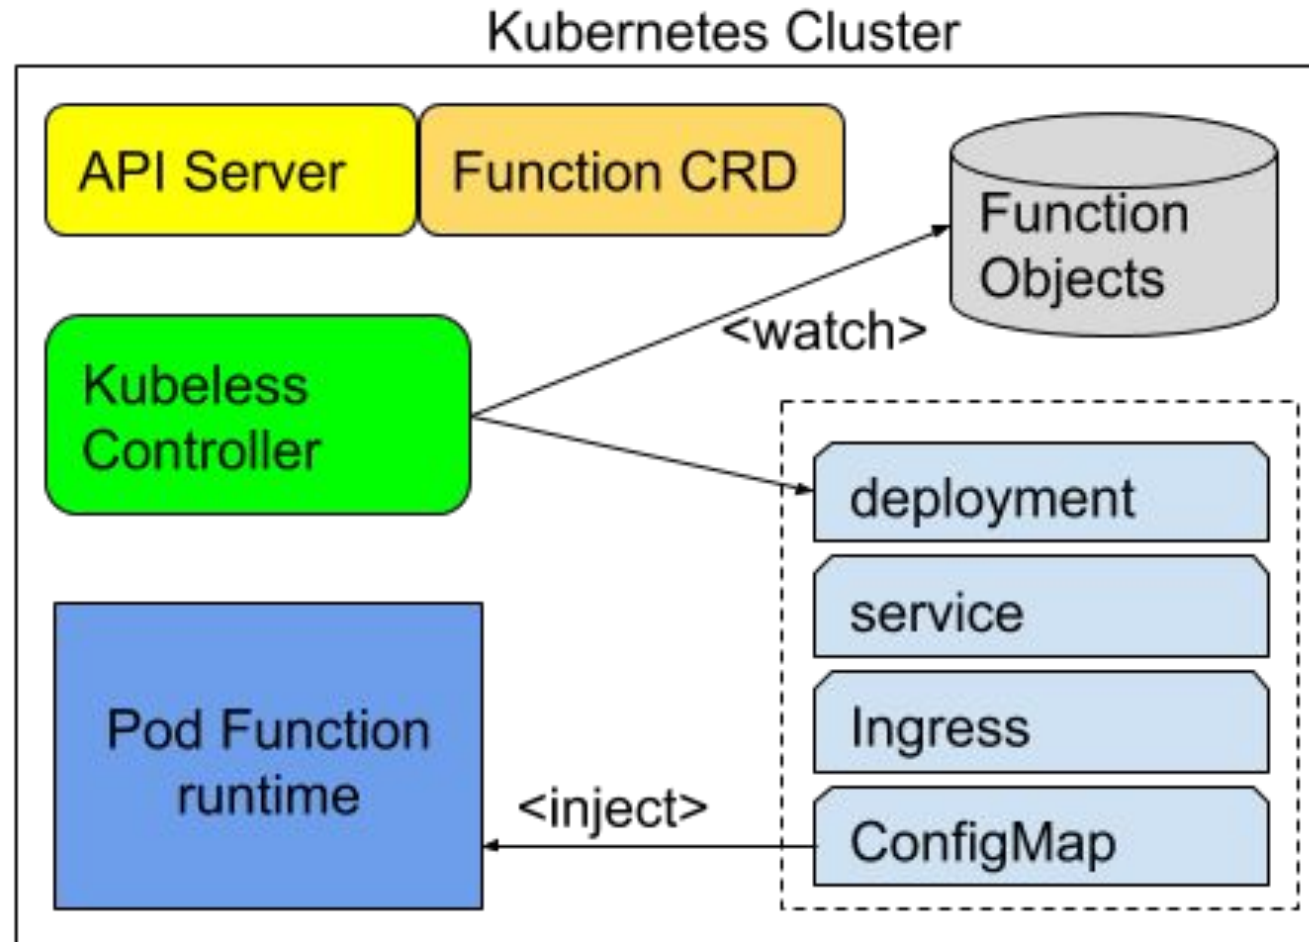 Kubernetes Cluster
API Server
Function CRD
Function
Objects
<watch>
Kubeless
Controller
deployment
service
Ingress
ConfigMap
Pod Function
runtime
<inject>